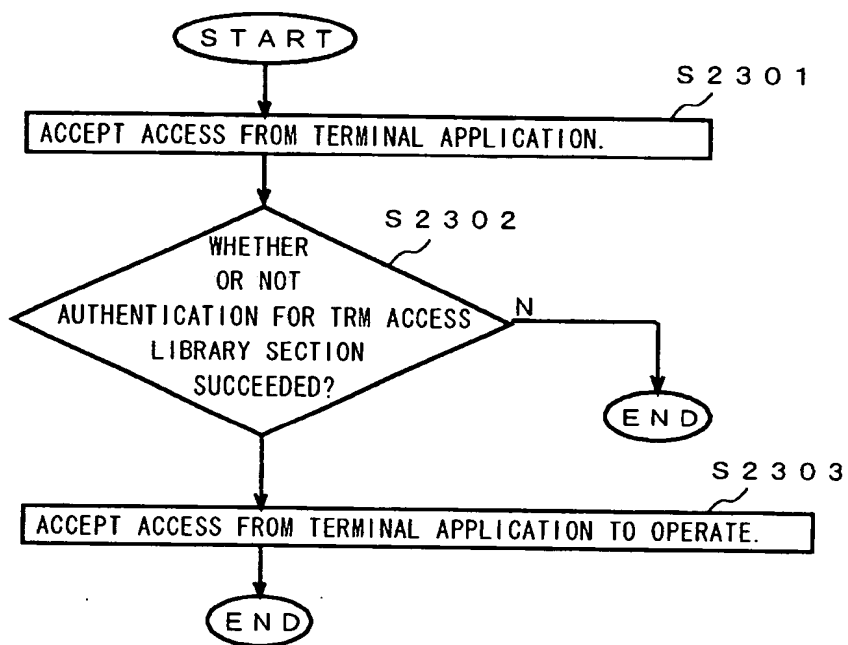 START
S2301
ACCEPT ACCESS FROM TERMINAL APPLICATION.
S2302
WHETHER
OR NOT
AUTHENTICATION FOR TRM ACCESS
LIBRARY SECTION
SUCCEEDED?
N
END
S2303
ACCEPT ACCESS FROM TERMINAL APPLICATION TO OPERATE.
END